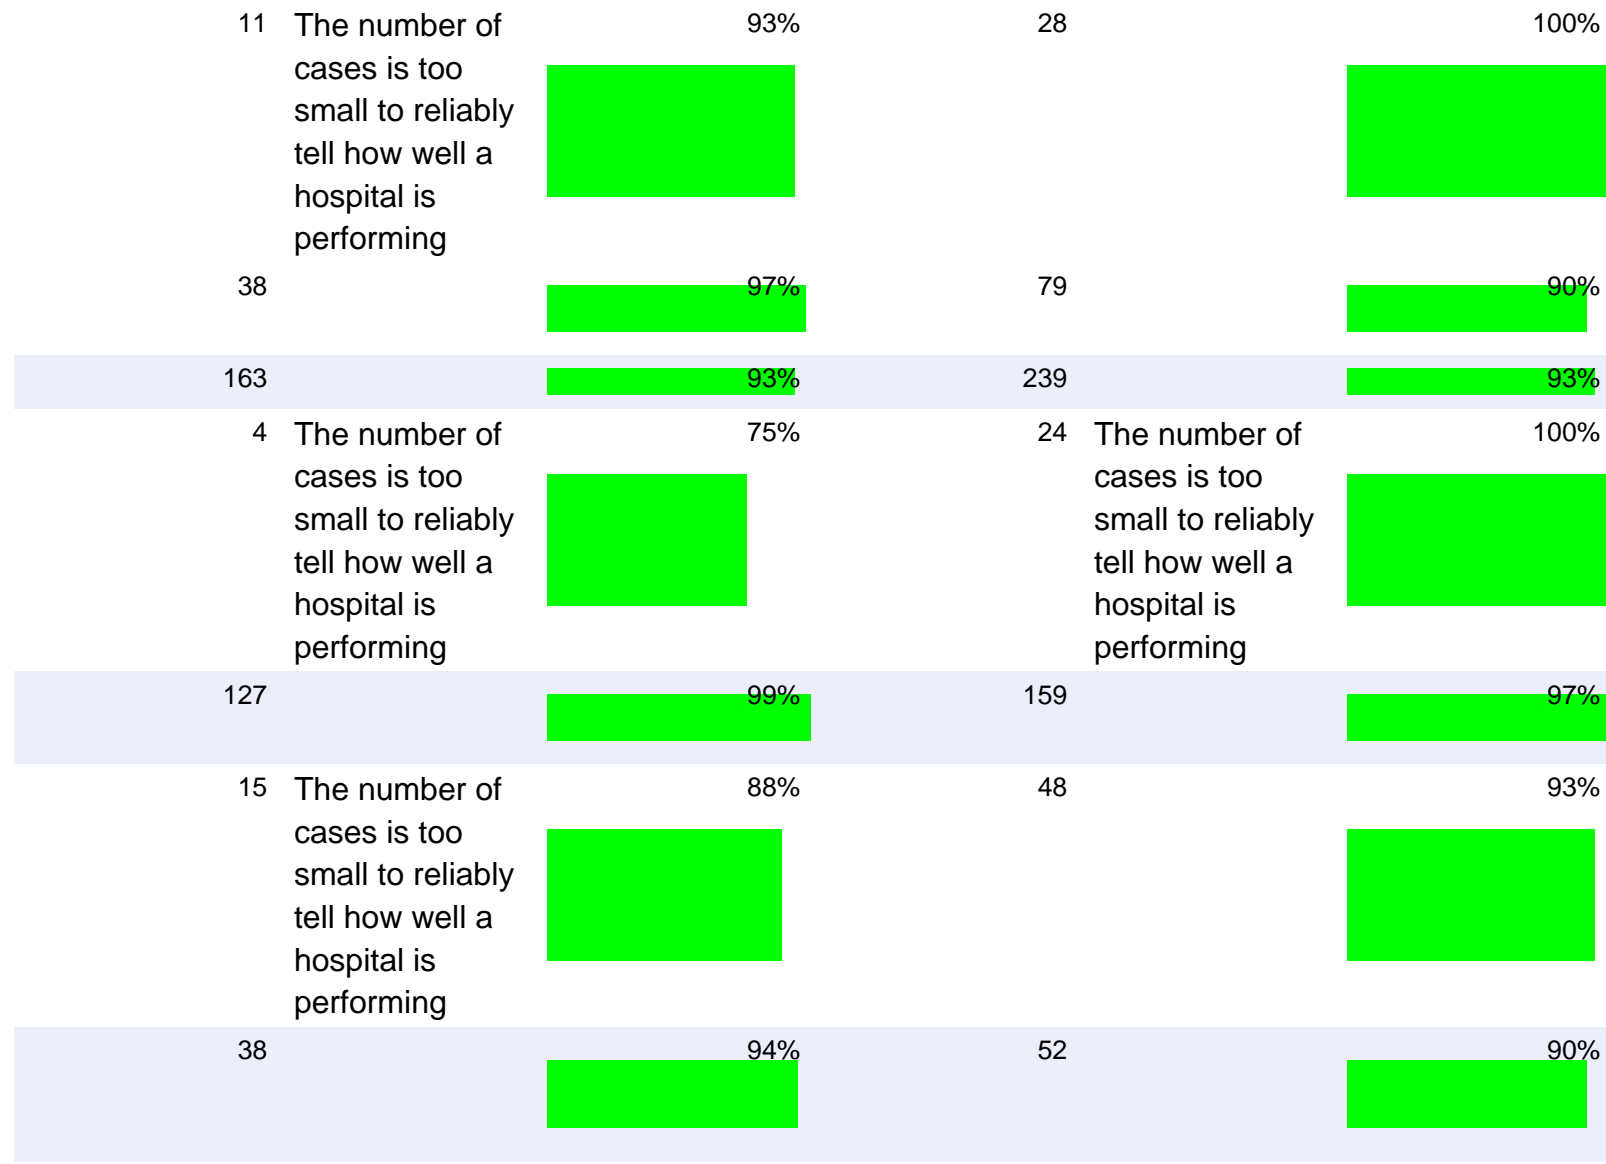 11 The number of 93% 28 100%
cases is too
small to reliably
tell how well a
hospital is
performing
38 97% 79 90%
163 93% 239 93%
4 The number of 75% 24 The number of 100%
cases is too cases is too
small to reliably small to reliably
tell how well a tell how well a
hospital is hospital is
performing performing
127 99% 159 97%
15 The number of 88% 48 93%
cases is too
small to reliably
tell how well a
hospital is
performing
38 94% 52 90%